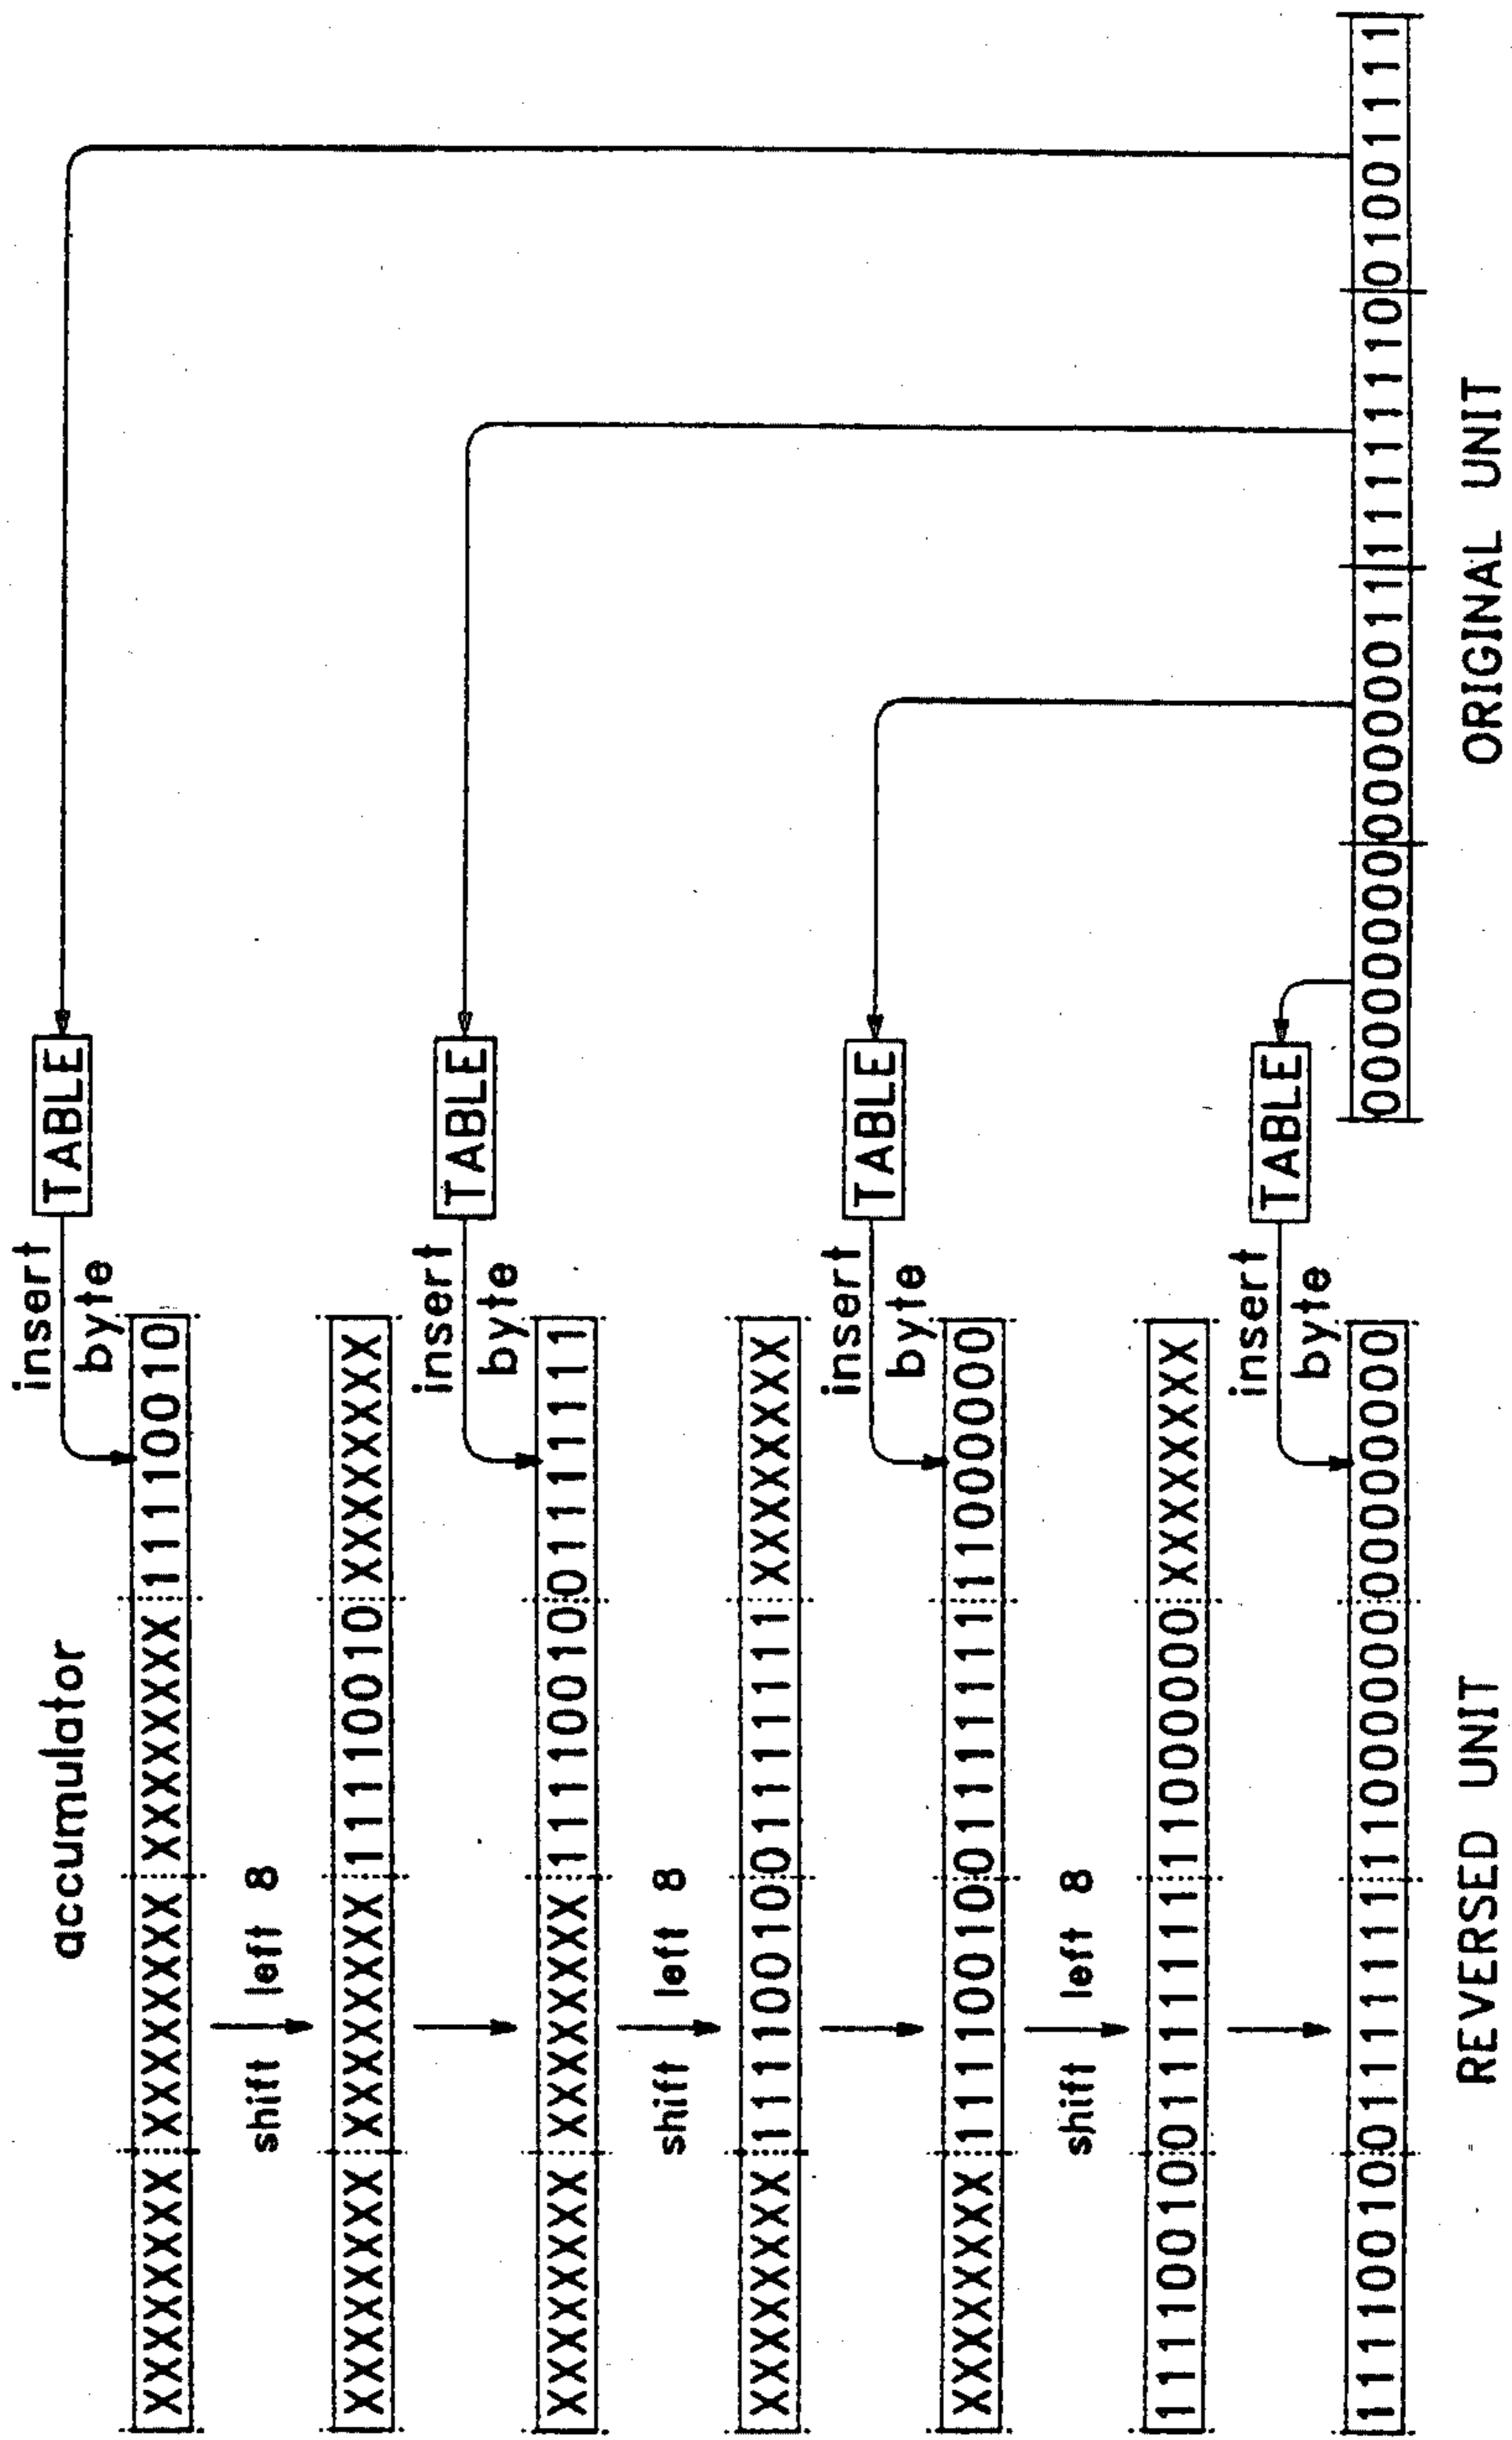 accumulator
insert
byte
TABLE
XXXXXXXX XXXXXXXX XXXXXXXX 11110010
shift left 8
XXXXXXXX XXXXXXXX 11110010 XXXXXXXX
insert
byte
TABLE
XXXXXXXX XXXXXXXX 11110010 01111111
shift left 8
XXXXXXXX 11110010 01111111 XXXXXXXX
insert
byte
TABLE
XXXXXXXX 11110010 01111111 11000000
shift left 8
11110010 01111111 11000000 XXXXXXXX
insert
byte
TABLE
11110010 01111111 11000000 00000000
00000000 00000011 11111110 01001111
REVERSED UNIT
ORIGINAL UNIT